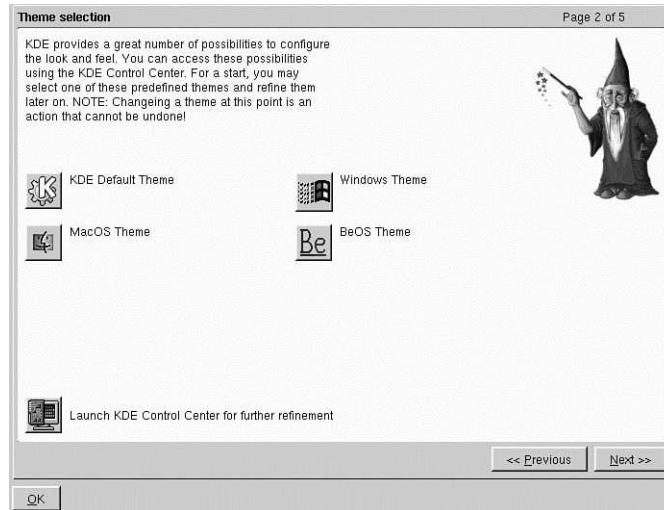 Theme selection
Page 2 of 5
KDE provides a great number of possibilities to configure
the look and feel. You can access these possibilities
using the KDE Control Center. For a start, you may
select one of these predefined themes and refine them
later on. NOTE: Changeing a theme at this point is an
action that cannot be undone!
K
KDE Default Theme
Windows Theme
MacOS Theme
Be
BeOS Theme
Launch KDE Control Center for further refinement
<< Previous
Next >>
OK